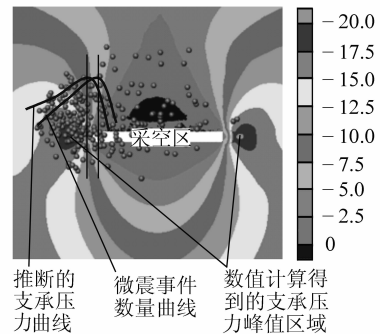 -20.0
-17.5
-15.0
-12.5
-10.0
-7.5
-5.0
-2.5
0
采空区
推断的
支承压
力曲线
微震事件
数量曲线
数值计算得
到的支承压
力峰值区域